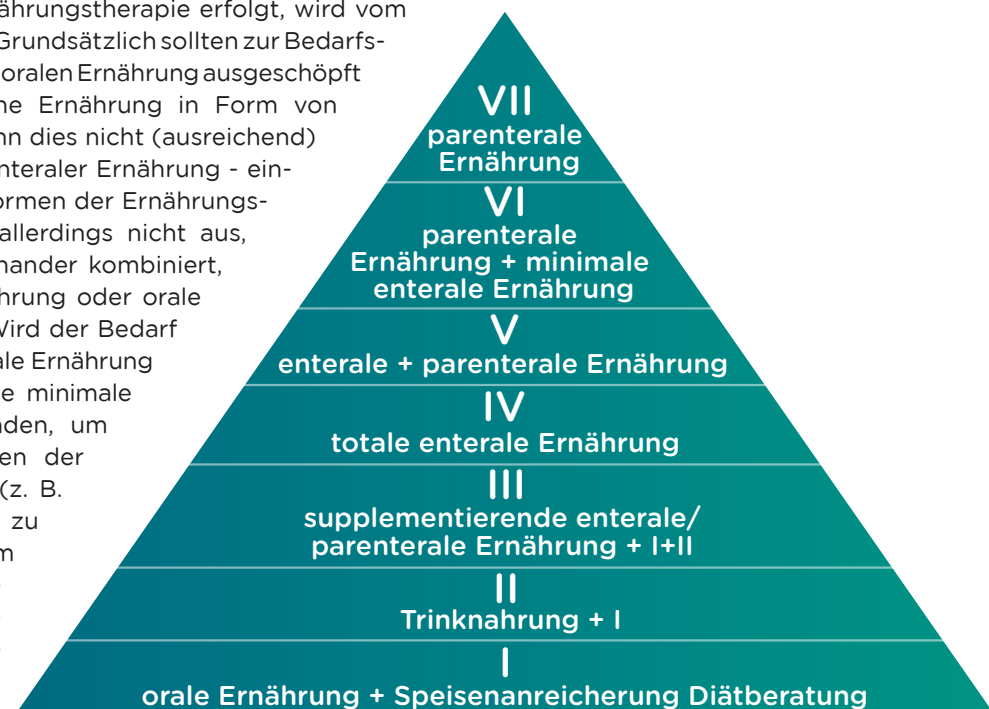 ährungstherapie erfolgt, wird vom
Grundsätzlich sollten zur Bedarfs-
oralen Ernährung ausgeschöpft
ne Ernährung in Form von
nn dies nicht (ausreichend)
nteraler Ernährung - ein-
ormen der Ernährungs-
allerdings nicht aus,
nander kombiniert,
hrung oder orale
Wird der Bedarf
ale Ernährung
e minimale
den, um
en der
(z. B.
zu
m
VII
parenterale
Ernährung
VI
parenterale
Ernährung + minimale
enterale Ernährung
V
enterale + parenterale Ernährung
IV
totale enterale Ernährung
III
supplementierende enterale/
parenterale Ernährung + I+II
II
Trinknahrung + I
I
orale Ernährung + Speisenanreicherung Diätberatung